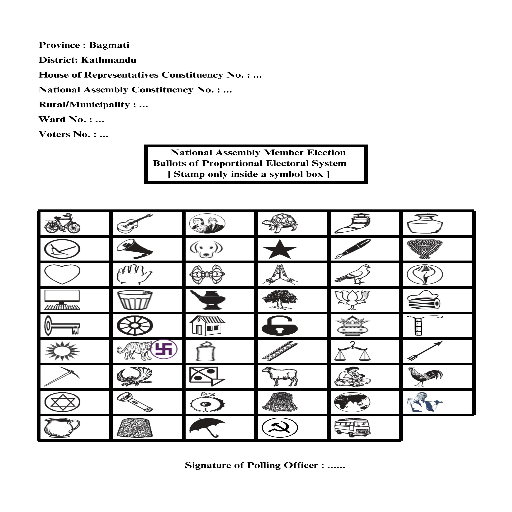 Province : Bagmati
District: Kathmandu
House of Representatives Constituency No. : ...
National Assembly Constituency No. : ...
Rural/Municipality : ...
Ward No. : ...
Voters No. : ...
National Assembly Member Election
Ballots of Proportional Electoral System
[ Stamp only inside a symbol box ]
Signature of Polling Officer : ......